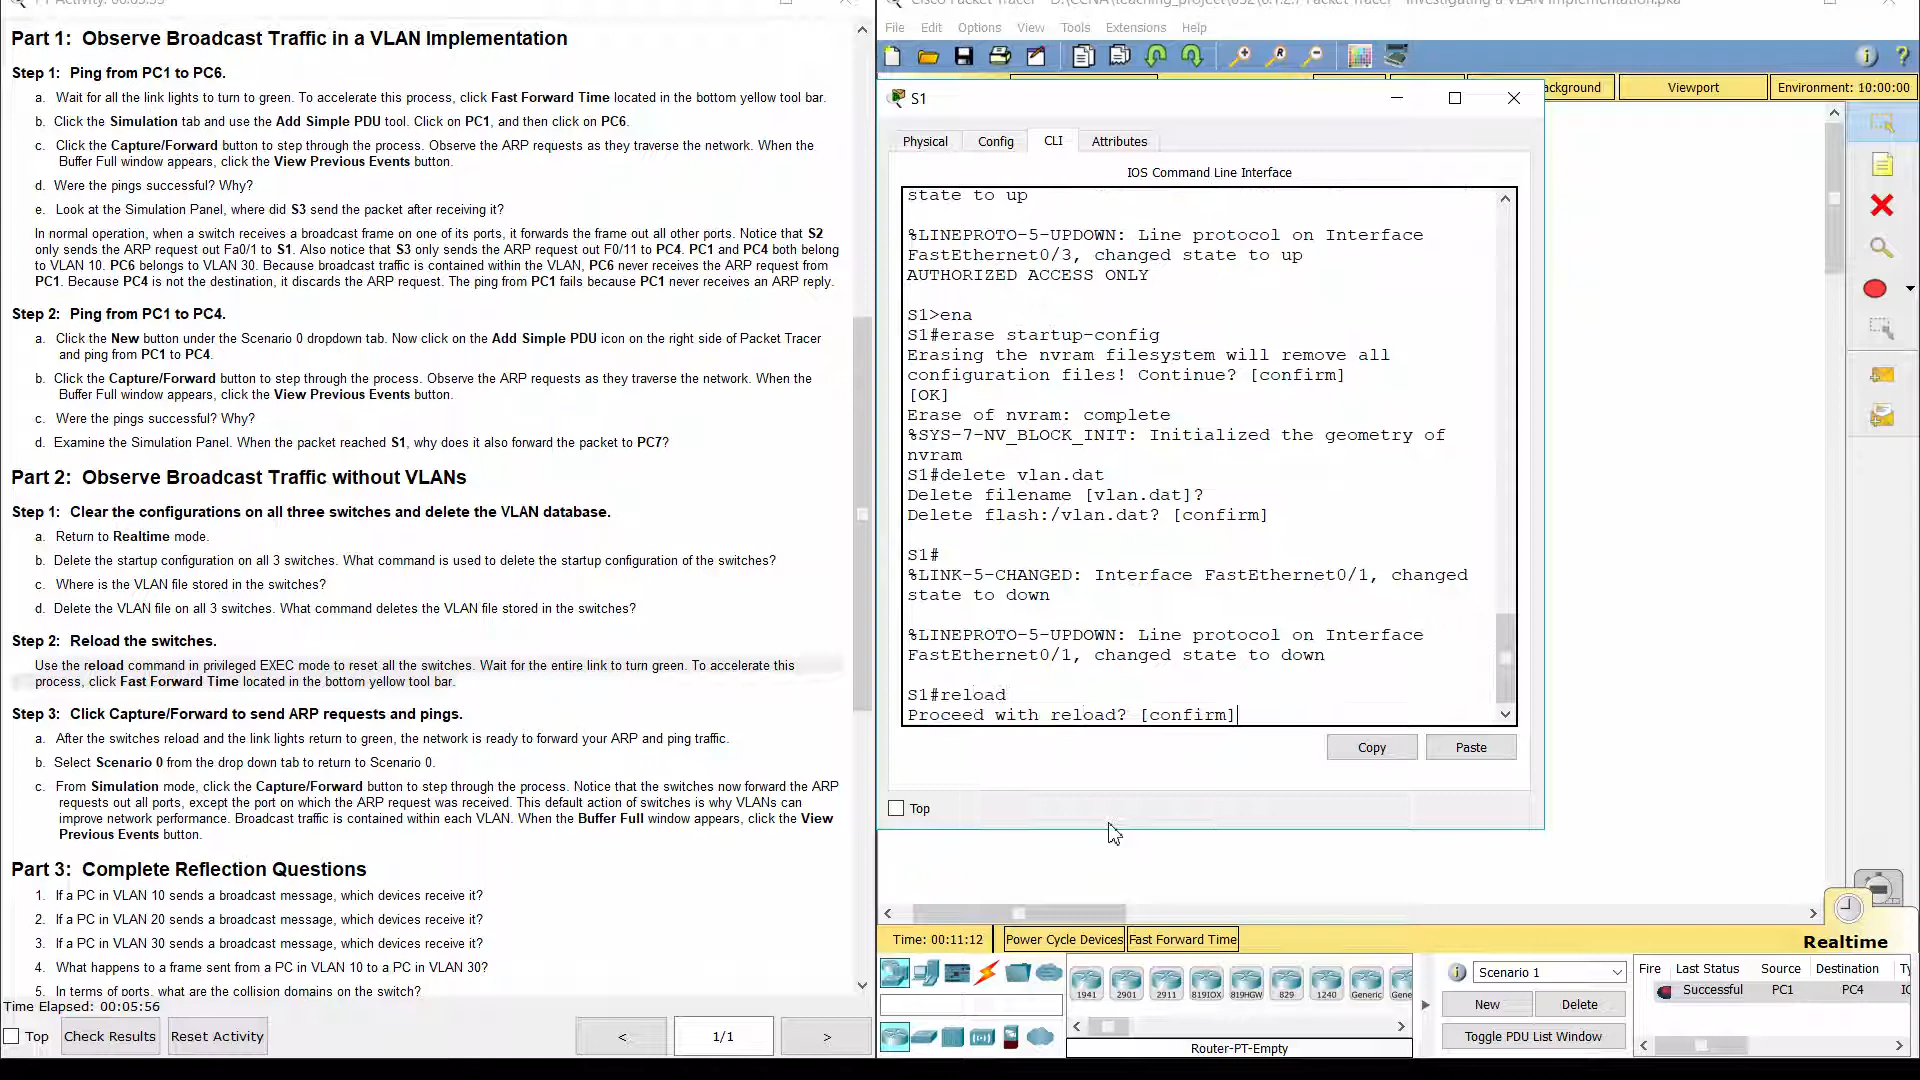 PT Activity: 00:05:55
Part 1: Observe Broadcast Traffic in a VLAN Implementation
Step 1: Ping from PC1 to PC6.
a. Wait for all the link lights to turn to green. To accelerate this process, click Fast Forward Time located in the bottom yellow tool bar.
b. Click the Simulation tab and use the Add Simple PDU tool. Click on PC1, and then click on PC6.
c. Click the Capture/Forward button to step through the process. Observe the ARP requests as they traverse the network. When the
Buffer Full window appears, click the View Previous Events button.
d. Were the pings successful? Why?
e. Look at the Simulation Panel, where did S3 send the packet after receiving it?
In normal operation, when a switch receives a broadcast frame on one of its ports, it forwards the frame out all other ports. Notice that S2
only sends the ARP request out Fa0/1 to S1. Also notice that S3 only sends the ARP request out F0/11 to PC4. PC1 and PC4 both belong
to VLAN 10. PC6 belongs to VLAN 30. Because broadcast traffic is contained within the VLAN, PC6 never receives the ARP request from
PC1. Because PC4 is not the destination, it discards the ARP request. The ping from PC1 fails because PC1 never receives an ARP reply.
Step 2: Ping from PC1 to PC4.
a. Click the New button under the Scenario 0 dropdown tab. Now click on the Add Simple PDU icon on the right side of Packet Tracer
and ping from PC1 to PC4.
b. Click the Capture/Forward button to step through the process. Observe the ARP requests as they traverse the network. When the
Buffer Full window appears, click the View Previous Events button.
c. Were the pings successful? Why?
d. Examine the Simulation Panel. When the packet reached S1, why does it also forward the packet to PC7?
Part 2: Observe Broadcast Traffic without VLANs
Step 1: Clear the configurations on all three switches and delete the VLAN database.
a. Return to Realtime mode.
b. Delete the startup configuration on all 3 switches. What command is used to delete the startup configuration of the switches?
c. Where is the VLAN file stored in the switches?
d. Delete the VLAN file on all 3 switches. What command deletes the VLAN file stored in the switches?
Step 2: Reload the switches.
Use the reload command in privileged EXEC mode to reset all the switches. Wait for the entire link to turn green. To accelerate this
process, click Fast Forward Time located in the bottom yellow tool bar.
Step 3: Click Capture/Forward to send ARP requests and pings.
a. After the switches reload and the link lights return to green, the network is ready to forward your ARP and ping traffic.
b. Select Scenario 0 from the drop down tab to return to Scenario 0.
c. From Simulation mode, click the Capture/Forward button to step through the process. Notice that the switches now forward the ARP
requests out all ports, except the port on which the ARP request was received. This default action of switches is why VLANs can
improve network performance. Broadcast traffic is contained within each VLAN. When the Buffer Full window appears, click the View
Previous Events button.
Part 3: Complete Reflection Questions
1. If a PC in VLAN 10 sends a broadcast message, which devices receive it?
2. If a PC in VLAN 20 sends a broadcast message, which devices receive it?
3. If a PC in VLAN 30 sends a broadcast message, which devices receive it?
4. What happens to a frame sent from a PC in VLAN 10 to a PC in VLAN 30?
5. In terms of ports, what are the collision domains on the switch?
Time Elapsed: 00:05:56
Top
Check Results
Reset Activity
<
1/1
>
File Edit Options View Tools Extensions Help
ackground
Viewport
Environment: 10:00:00
S1
Physical Config CLI Attributes
IOS Command Line Interface
state to up
%LINEPROTO-5-UPDOWN: Line protocol on Interface
FastEthernet0/3, changed state to up
AUTHORIZED ACCESS ONLY
S1>ena
S1#erase startup-config
Erasing the nvram filesystem will remove all
configuration files! Continue? [confirm]
[OK]
Erase of nvram: complete
%SYS-7-NV_BLOCK_INIT: Initialized the geometry of
nvram
S1#delete vlan.dat
Delete filename [vlan.dat]?
Delete flash:/vlan.dat? [confirm]
S1#
%LINK-5-CHANGED: Interface FastEthernet0/1, changed
state to down
%LINEPROTO-5-UPDOWN: Line protocol on Interface
FastEthernet0/1, changed state to down
S1#reload
Proceed with reload? [confirm]
Copy
Paste
Top
Time: 00:11:12
Power Cycle Devices
Fast Forward Time
Realtime
1941 2901 2911 819IOX 819HGW 829 1240 Generic Gene
Router-PT-Empty
Scenario 1
New
Delete
Toggle PDU List Window
Fire Last Status Source Destination Ty
Successful PC1 PC4 IC